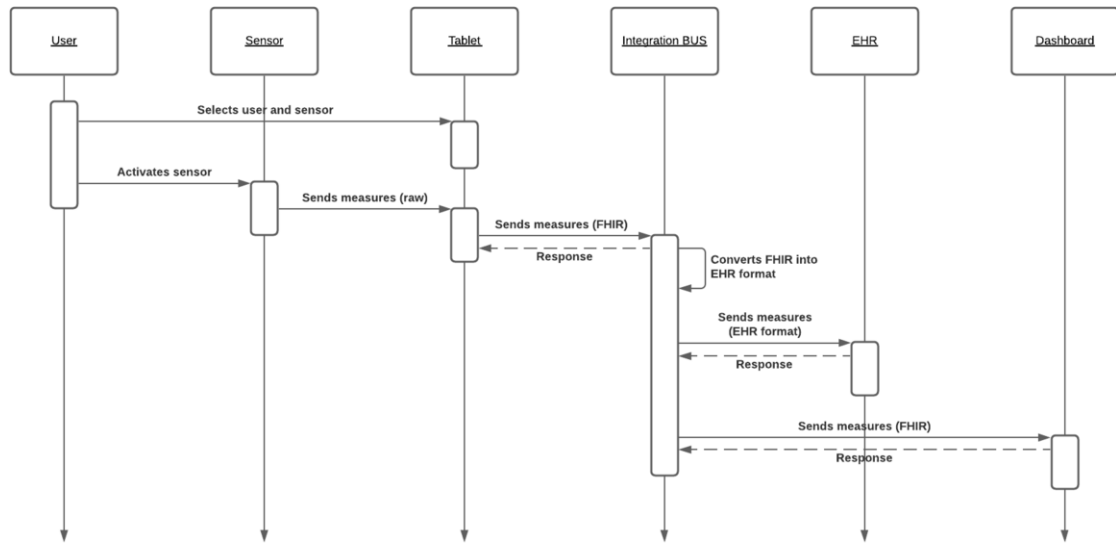 User
Sensor
Tablet
Integration BUS
EHR
Dashboard
Selects user and sensor
Activates sensor
Sends measures (raw)
Sends measures (FHIR)
Response
Converts FHIR into
EHR format
Sends measures
(EHR format)
Response
Sends measures (FHIR)
Response